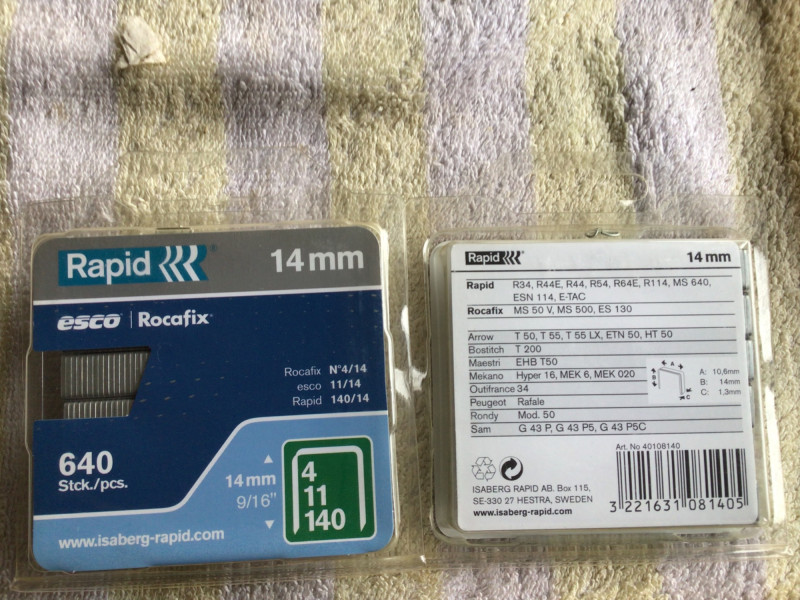 Rapid® 14 mm
esco | Rocafix®
Rocafix N°4/14
esco 11/14
Rapid 140/14
640
Stck./pcs.
14 mm
9/16"
4
11
140
www.isaberg-rapid.com
Rapid 14 mm
Rapid R34, R44E, R44, R54, R64E, R114, MS 640,
ESN 114, E-TAC
Rocafix MS 50 V, MS 500, ES 130
Arrow T 50, T 55, T 55 LX, ETN 50, HT 50
Bostitch T 200
Maestri EHB T50
Mekano Hyper 16, MEK 6, MEK 020
Outifrance 34
Peugeot Rafale
Rondy Mod. 50
Sam G 43 P, G 43 P5, G 43 P5C
A
B
C
A: 10,6mm
B: 14mm
C: 1,3mm
Art. No 40108140
ISABERG RAPID AB. Box 115,
SE-330 27 HESTRA, SWEDEN
www.isaberg-rapid.com
3 221631 081405